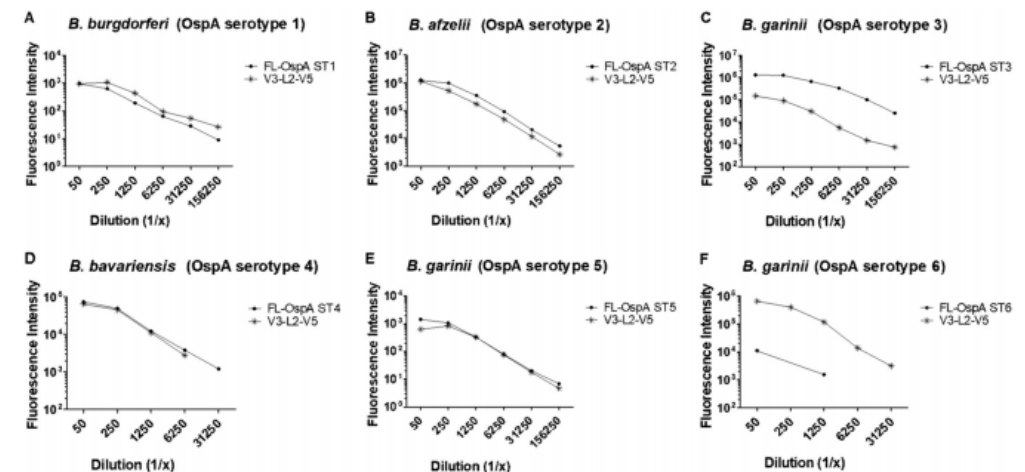 A B. burgdorferi (OspA serotype 1)
Fluorescence Intensity
10⁴
10³
10²
10¹
10⁰
FL-OspA ST1
V3-L2-V5
50 250 1250 6250 31250 156250
Dilution (1/x)
B B. afzelii (OspA serotype 2)
Fluorescence Intensity
10⁷
10⁶
10⁵
10⁴
10³
FL-OspA ST2
V3-L2-V5
50 250 1250 6250 31250 156250
Dilution (1/x)
C B. garinii (OspA serotype 3)
Fluorescence Intensity
10⁷
10⁶
10⁵
10⁴
10³
10²
FL-OspA ST3
V3-L2-V5
50 250 1250 6250 31250 156250
Dilution (1/x)
D B. bavariensis (OspA serotype 4)
Fluorescence Intensity
10⁵
10⁴
10³
10²
FL-OspA ST4
V3-L2-V5
50 250 1250 6250 31250
Dilution (1/x)
E B. garinii (OspA serotype 5)
Fluorescence Intensity
10⁴
10³
10²
10¹
10⁰
FL-OspA ST5
V3-L2-V5
50 250 1250 6250 31250 156250
Dilution (1/x)
F B. garinii (OspA serotype 6)
Fluorescence Intensity
10⁶
10⁵
10⁴
10³
10²
FL-OspA ST6
V3-L2-V5
50 250 1250 6250 31250
Dilution (1/x)